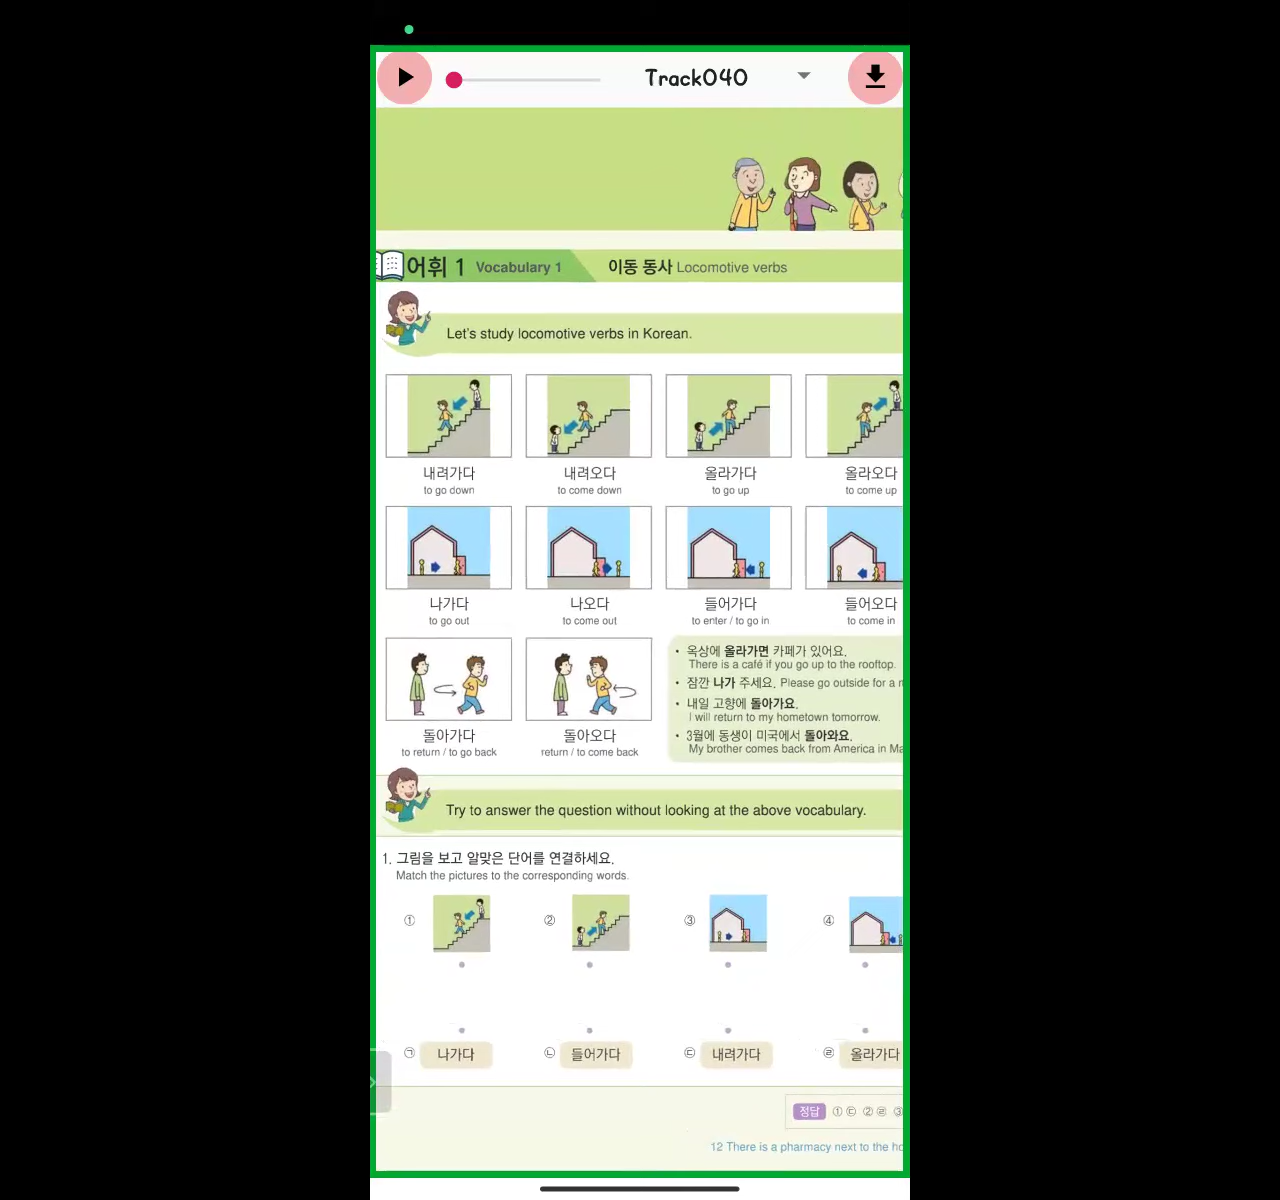 Track040
어휘 1 Vocabulary 1 이동 동사 Locomotive verbs
Let's study locomotive verbs in Korean.
내려가다 내려오다 올라가다 올라오다
to go down to come down to go up to come up
나가다 나오다 들어가다 들어오다
to go out to come out to enter / to go in to come in
돌아가다 돌아오다
to return / to go back return / to come back
• 옥상에 올라가면 카페가 있어요.
There is a café if you go up to the rooftop.
• 잠깐 나가 주세요. Please go outside for a
• 내일 고향에 돌아가요.
I will return to my hometown tomorrow.
• 3월에 동생이 미국에서 돌아와요.
My brother comes back from America in
Try to answer the question without looking at the above vocabulary.
1. 그림을 보고 알맞은 단어를 연결하세요.
Match the pictures to the corresponding words.
① ② ③ ④
㉠ 나가다 ㉡ 들어가다 ㉢ 내려가다 ㉣ 올라가다
정답 ① ㉢ ② ㉣ ③
12 There is a pharmacy next to the